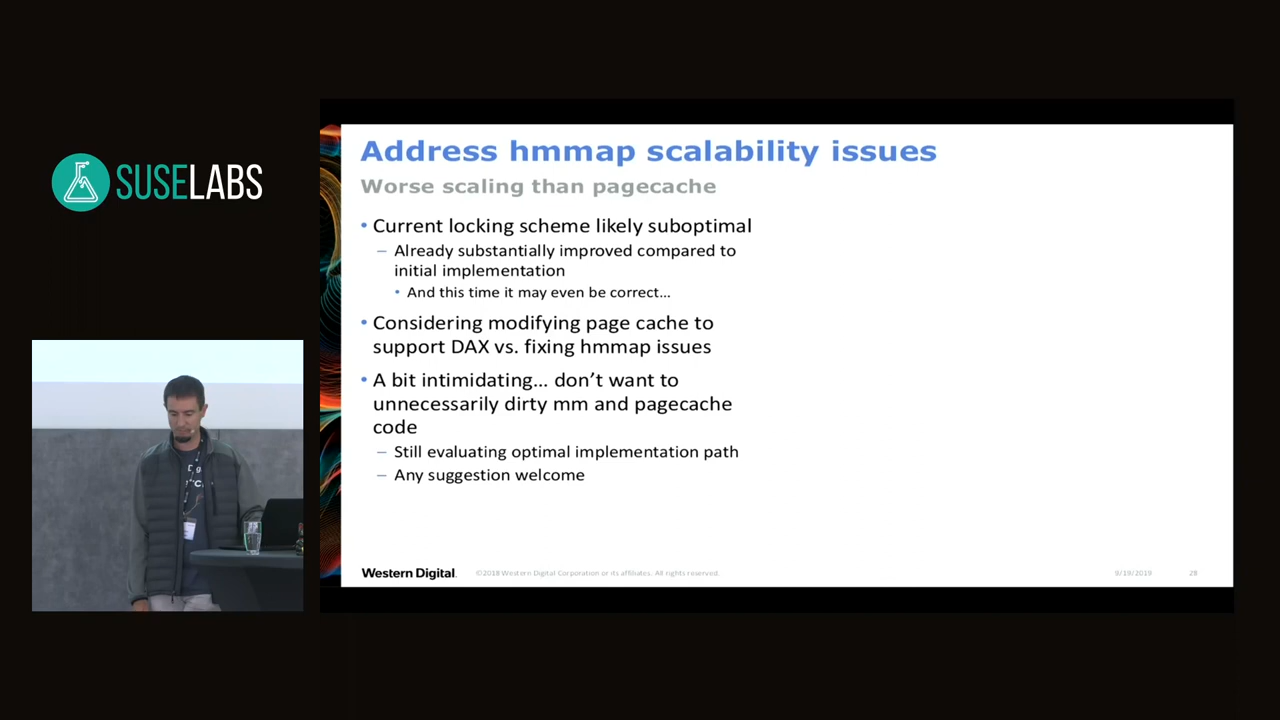 SUSELABS
Address hmmap scalability issues
Worse scaling than pagecache
• Current locking scheme likely suboptimal
– Already substantially improved compared to
initial implementation
• And this time it may even be correct...
• Considering modifying page cache to
support DAX vs. fixing hmmap issues
• A bit intimidating... don’t want to
unnecessarily dirty mm and pagecache
code
– Still evaluating optimal implementation path
– Any suggestion welcome
Western Digital.
©2018 Western Digital Corporation or its affiliates. All rights reserved.
9/19/2019
28